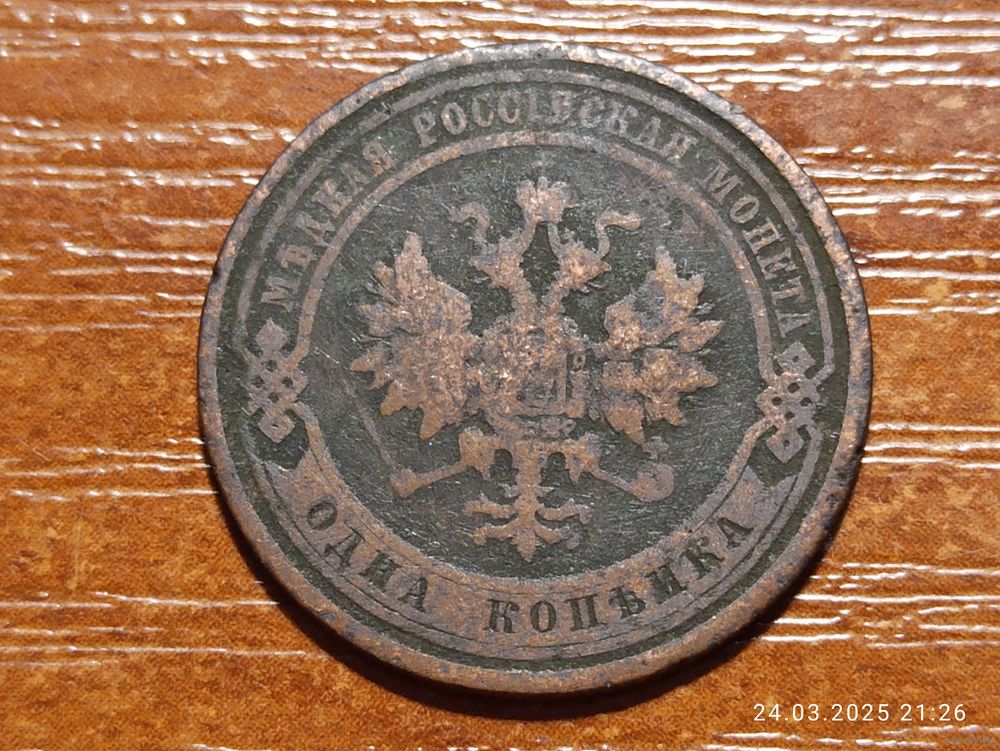 МѢДНАЯ РОССІЙСКАЯ МОНЕТА
ОДНА КОПѢЙКА
24.03.2025 21:26